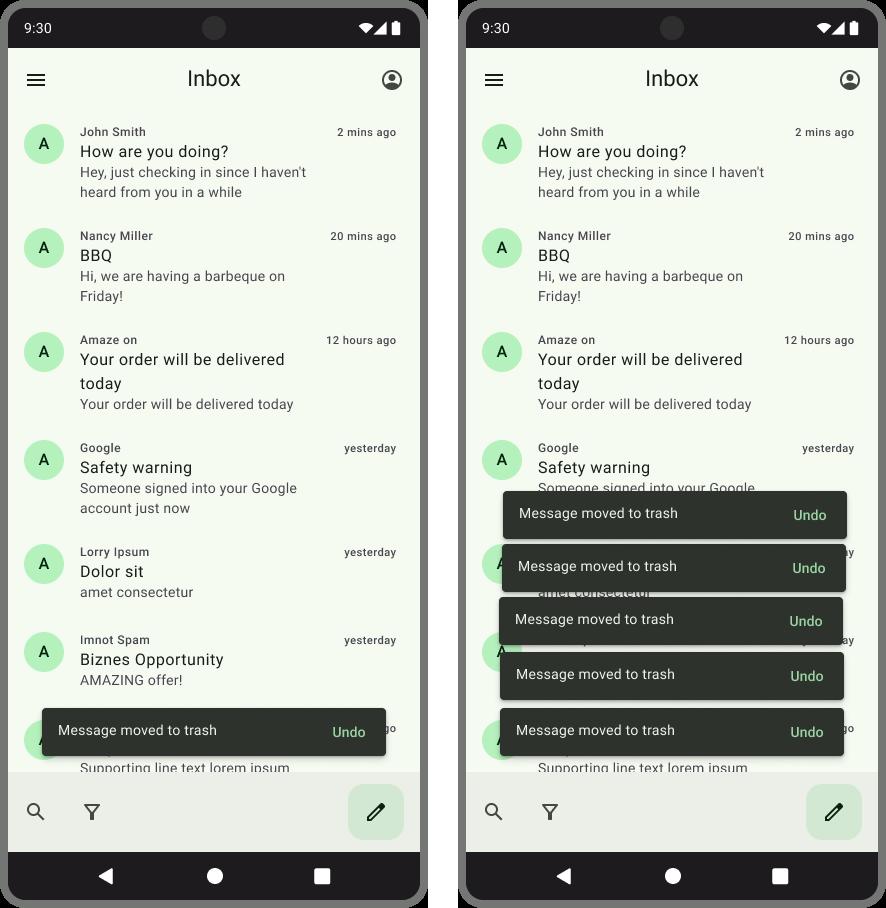 9:30
Inbox
A
John Smith
2 mins ago
How are you doing?
Hey, just checking in since I haven't
heard from you in a while
A
Nancy Miller
20 mins ago
BBQ
Hi, we are having a barbeque on
Friday!
A
Amaze on
12 hours ago
Your order will be delivered
today
Your order will be delivered today
A
Google
yesterday
Safety warning
Someone signed into your Google
account just now
A
Lorry Ipsum
yesterday
Dolor sit
amet consectetur
A
Imnot Spam
yesterday
Biznes Opportunity
AMAZING offer!
Message moved to trash
Undo
go
Supporting line text lorem ipsum
9:30
Inbox
A
John Smith
2 mins ago
How are you doing?
Hey, just checking in since I haven't
heard from you in a while
A
Nancy Miller
20 mins ago
BBQ
Hi, we are having a barbeque on
Friday!
A
Amaze on
12 hours ago
Your order will be delivered
today
Your order will be delivered today
A
Google
yesterday
Safety warning
Someone signed into your Google
Message moved to trash
Undo
Message moved to trash
Undo
amet consectetur
Message moved to trash
Undo
Message moved to trash
Undo
Message moved to trash
Undo
go
Supporting line text lorem ipsum